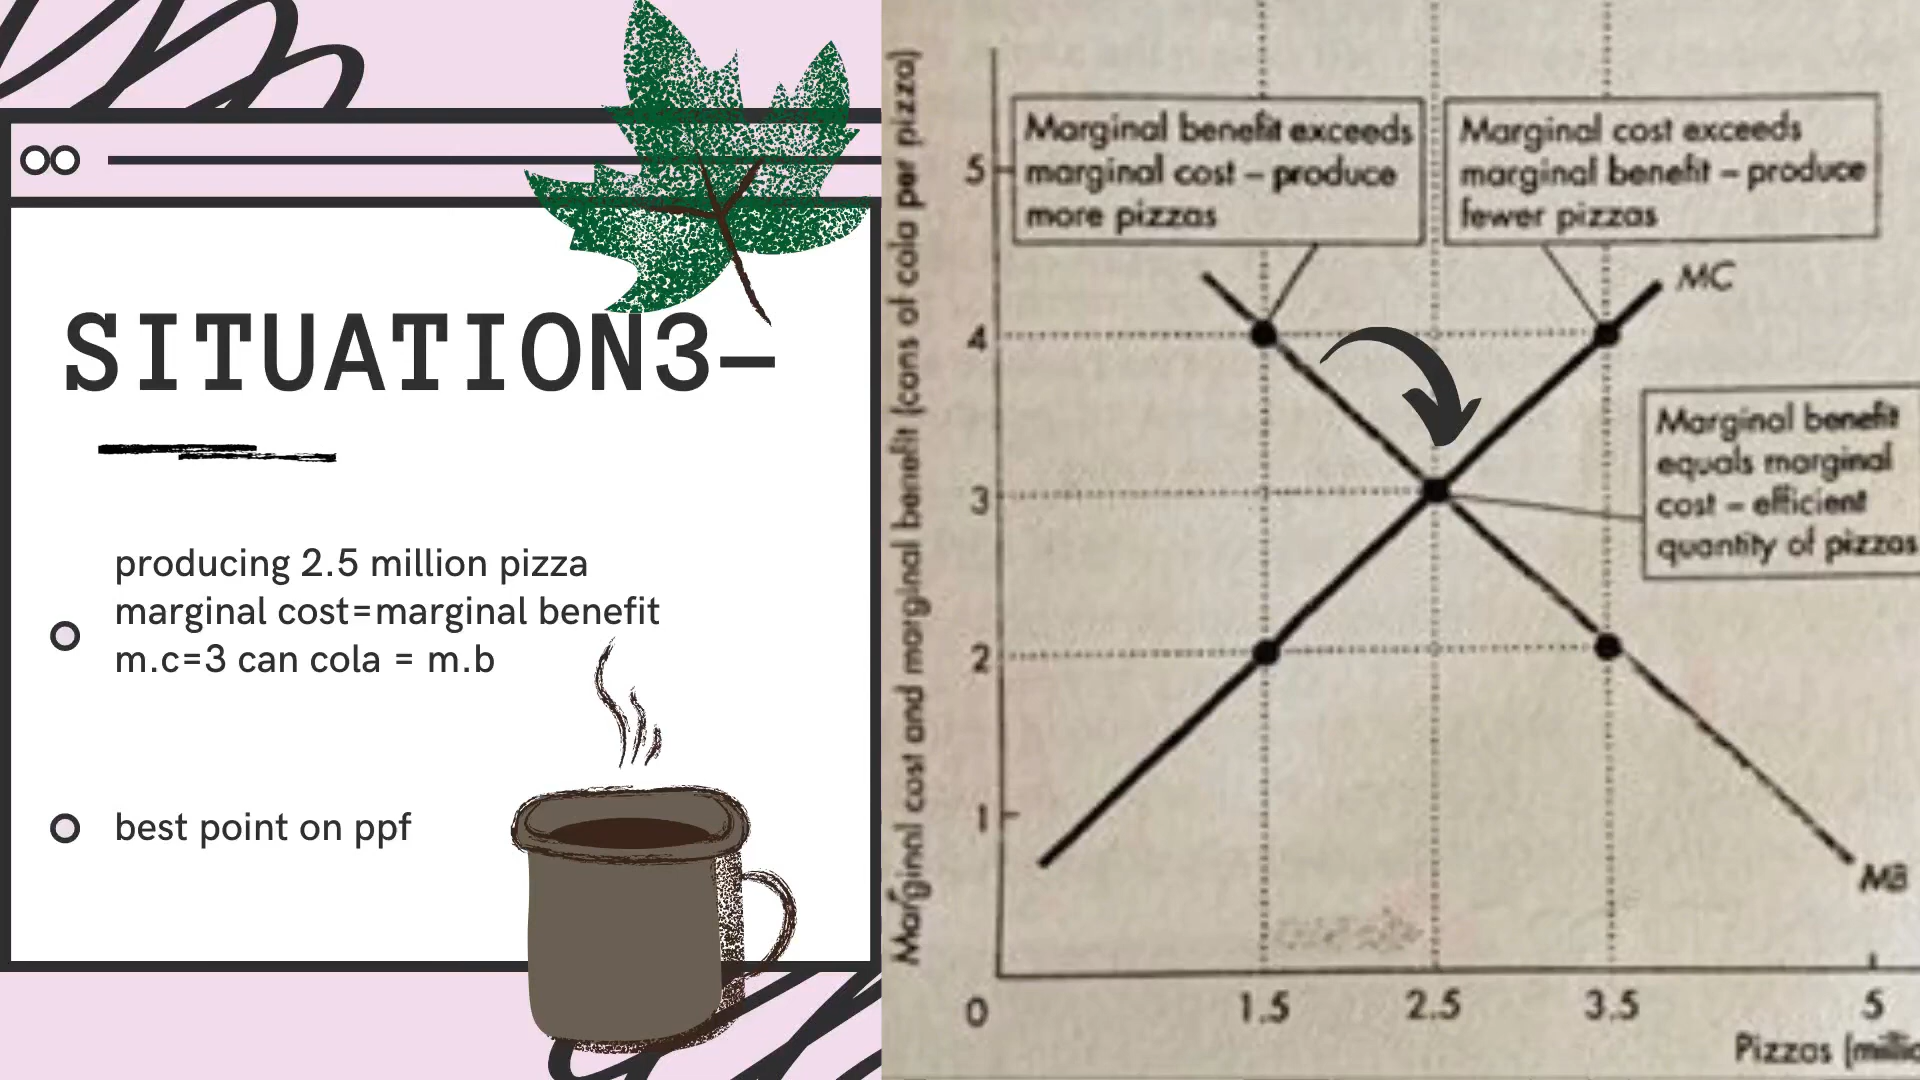 SITUATION3-
producing 2.5 million pizza
marginal cost=marginal benefit
m.c=3 can cola = m.b
best point on ppf
Marginal cost and marginal benefit (cans of cola per pizza)
Marginal benefit exceeds
marginal cost – produce
more pizzas
Marginal cost exceeds
marginal benefit – produce
fewer pizzas
5
MC
4
Marginal benefit
equals marginal
cost – efficient
quantity of pizzas
3
2
1
MB
0
1.5
2.5
3.5
5
Pizzas